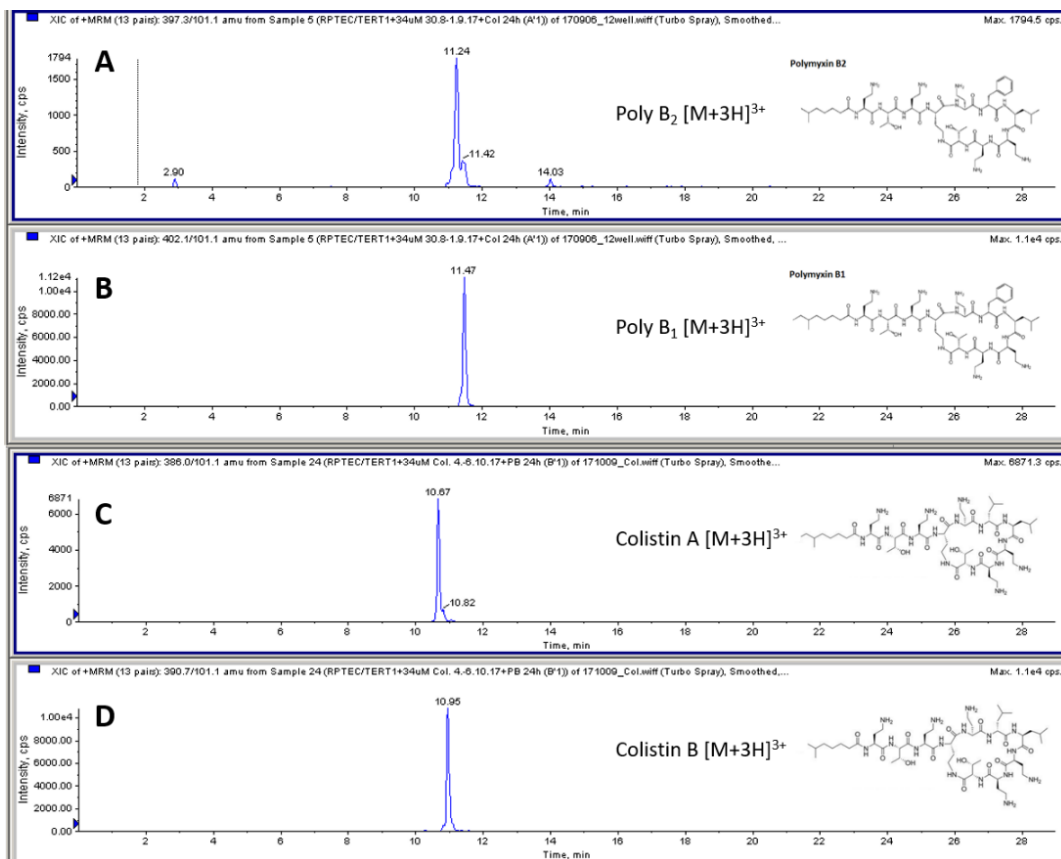 XIC of +MRM (13 pairs): 397.3/101.1 amu from Sample 5 (RPTEC/TERT1+34uM 30.8-1.9.17+Col 24h (A'1)) of 170906_12well.wiff (Turbo Spray), Smoothed... Max. 1794.5 cps.
A
Intensity, cps
1794
1500
1000
500
0
11.24
11.42
2.90
14.03
Poly B2 [M+3H]3+
Polymyxin B2
2 4 6 8 10 12 14 16 18 20 22 24 26 28
Time, min
XIC of +MRM (13 pairs): 402.1/101.1 amu from Sample 5 (RPTEC/TERT1+34uM 30.8-1.9.17+Col 24h (A'1)) of 170906_12well.wiff (Turbo Spray), Smoothed, ... Max. 1.1e4 cps.
B
Intensity, cps
1.12e4
1.00e4
8000.00
6000.00
4000.00
2000.00
0.00
11.47
Poly B1 [M+3H]3+
Polymyxin B1
2 4 6 8 10 12 14 16 18 20 22 24 26 28
Time, min
XIC of +MRM (13 pairs): 386.0/101.1 amu from Sample 24 (RPTEC/TERT1+34uM Col. 4.-6.10.17+PB 24h (B'1)) of 171009_Col.wiff (Turbo Spray), Smoothe... Max. 6871.3 cps.
C
Intensity, cps
6871
6000
4000
2000
0
10.67
10.82
Colistin A [M+3H]3+
2 4 6 8 10 12 14 16 18 20 22 24 26 28
Time, min
XIC of +MRM (13 pairs): 390.7/101.1 amu from Sample 24 (RPTEC/TERT1+34uM Col. 4.-6.10.17+PB 24h (B'1)) of 171009_Col.wiff (Turbo Spray), Smoothed,... Max. 1.1e4 cps.
D
Intensity, cps
1.00e4
8000.00
6000.00
4000.00
2000.00
0.00
10.95
Colistin B [M+3H]3+
2 4 6 8 10 12 14 16 18 20 22 24 26 28
Time, min